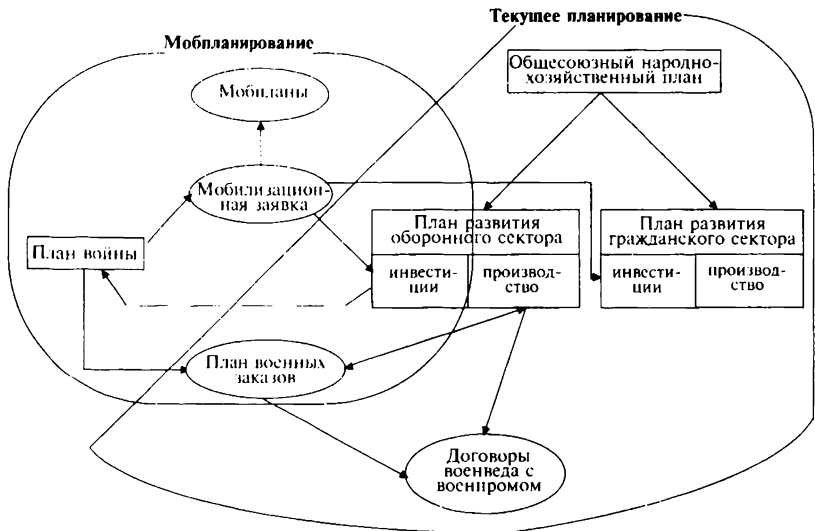 Текущее планирование
Мобпланирование
Общесоюзный народно-
хозяйственный план
Мобпланы
Мобилизацион-
ная заявка
План развития
оборонного сектора
План развития
гражданского сектора
План войны
инвести-
ции
производ-
ство
инвести-
ции
производ-
ство
План военных
заказов
Договоры
военведа с
военпромом